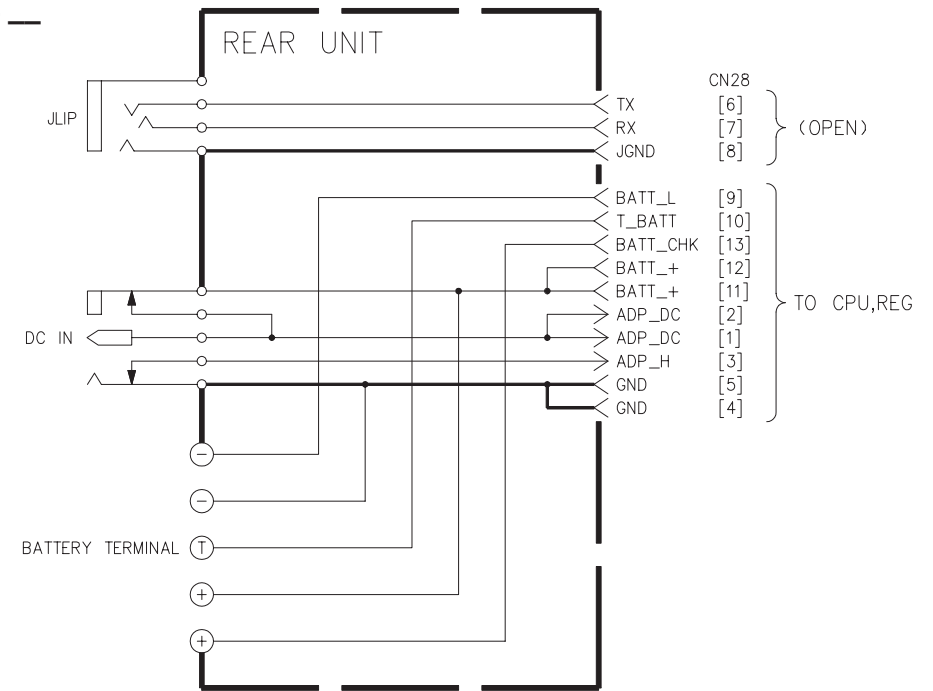 REAR UNIT
CN28
JLIP
TX [6]
RX [7]
JGND [8]
(OPEN)
BATT_L [9]
T_BATT [10]
BATT_CHK [13]
BATT_+ [12]
BATT_+ [11]
ADP_DC [2]
ADP_DC [1]
ADP_H [3]
GND [5]
GND [4]
TO CPU,REG
DC IN
−
−
BATTERY TERMINAL T
+
+